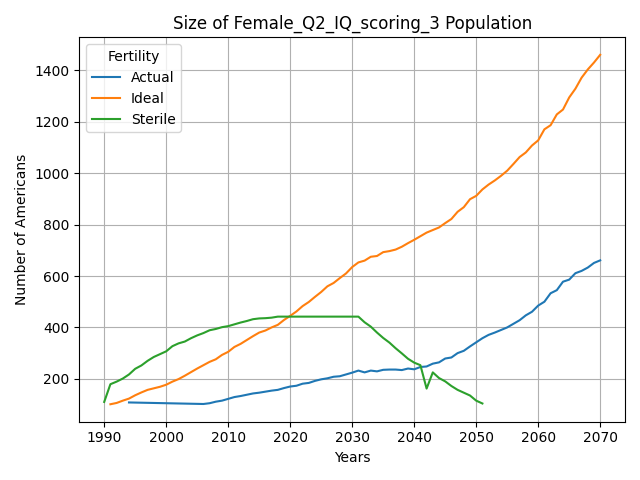 Size of Female_Q2_IQ_scoring_3 Population
Fertility
Actual
Ideal
Sterile
Number of Americans
1400
1200
1000
800
600
400
200
1990 2000 2010 2020 2030 2040 2050 2060 2070
Years